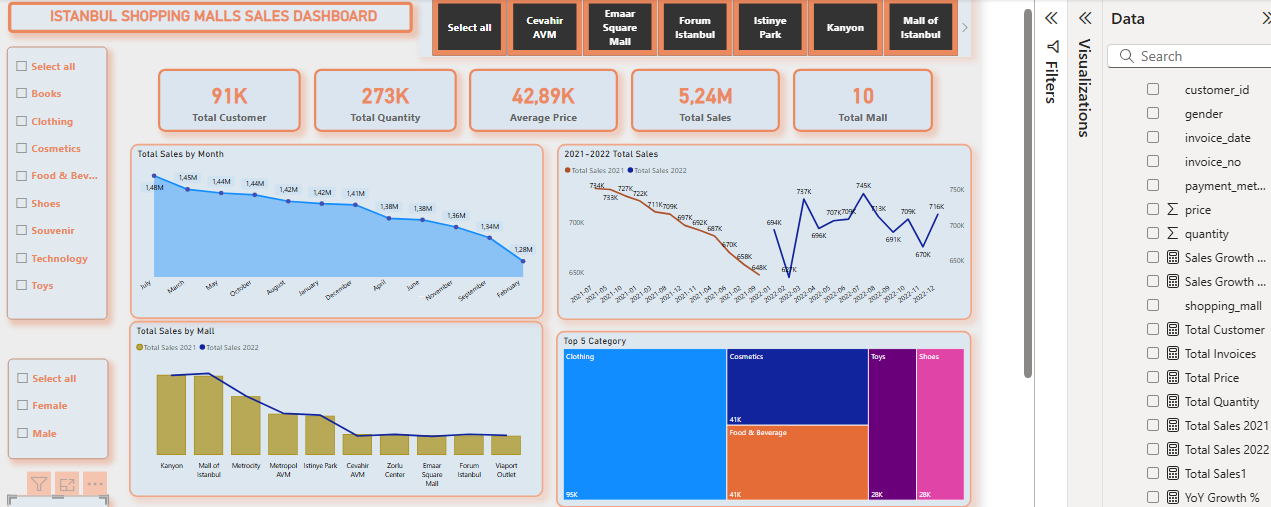 ISTANBUL SHOPPING MALLS SALES DASHBOARD
Select all
Cevahir
AVM
Emaar
Square
Mall
Forum
Istanbul
Istinye
Park
Kanyon
Mall of
Istanbul
Select all
Books
Clothing
Cosmetics
Food & Bev...
Shoes
Souvenir
Technology
Toys
91K
Total Customer
273K
Total Quantity
42,89K
Average Price
5,24M
Total Sales
10
Total Mall
Total Sales by Month
1,48M
1,45M
1,44M
1,44M
1,42M
1,42M
1,41M
1,38M
1,38M
1,36M
1,34M
1,28M
July
March
May
October
August
January
December
April
June
November
September
February
2021-2022 Total Sales
Total Sales 2021
Total Sales 2022
700K
650K
734K
733K
727K
722K
711K
709K
697K
692K
687K
670K
658K
648K
694K
737K
696K
707K
709K
745K
713K
691K
709K
670K
716K
750K
700K
650K
2021-07
2021-05
2021-10
2021-01
2021-03
2021-08
2021-12
2021-04
2021-11
2021-06
2021-02
2021-09
2022-01
2022-02
2022-03
2022-04
2022-05
2022-06
2022-07
2022-08
2022-09
2022-10
2022-11
2022-12
Total Sales by Mall
Total Sales 2021
Total Sales 2022
Kanyon
Mall of
Istanbul
Metrocity
Metropol
AVM
Istinye Park
Cevahir
AVM
Zorlu
Center
Emaar
Square
Mall
Forum
Istanbul
Viaport
Outlet
Top 5 Category
Clothing
95K
Cosmetics
41K
Food & Beverage
41K
Toys
28K
Shoes
28K
Select all
Female
Male
Filters
Visualizations
Data
Search
customer_id
gender
invoice_date
invoice_no
payment_met...
price
quantity
Sales Growth ...
Sales Growth ...
shopping_mall
Total Customer
Total Invoices
Total Price
Total Quantity
Total Sales 2021
Total Sales 2022
Total Sales1
YoY Growth %